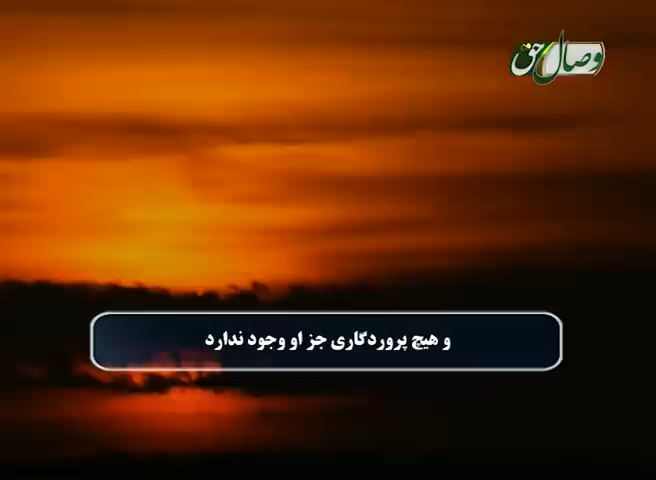 وصال حق
و هیچ پروردگاری جز او وجود ندارد